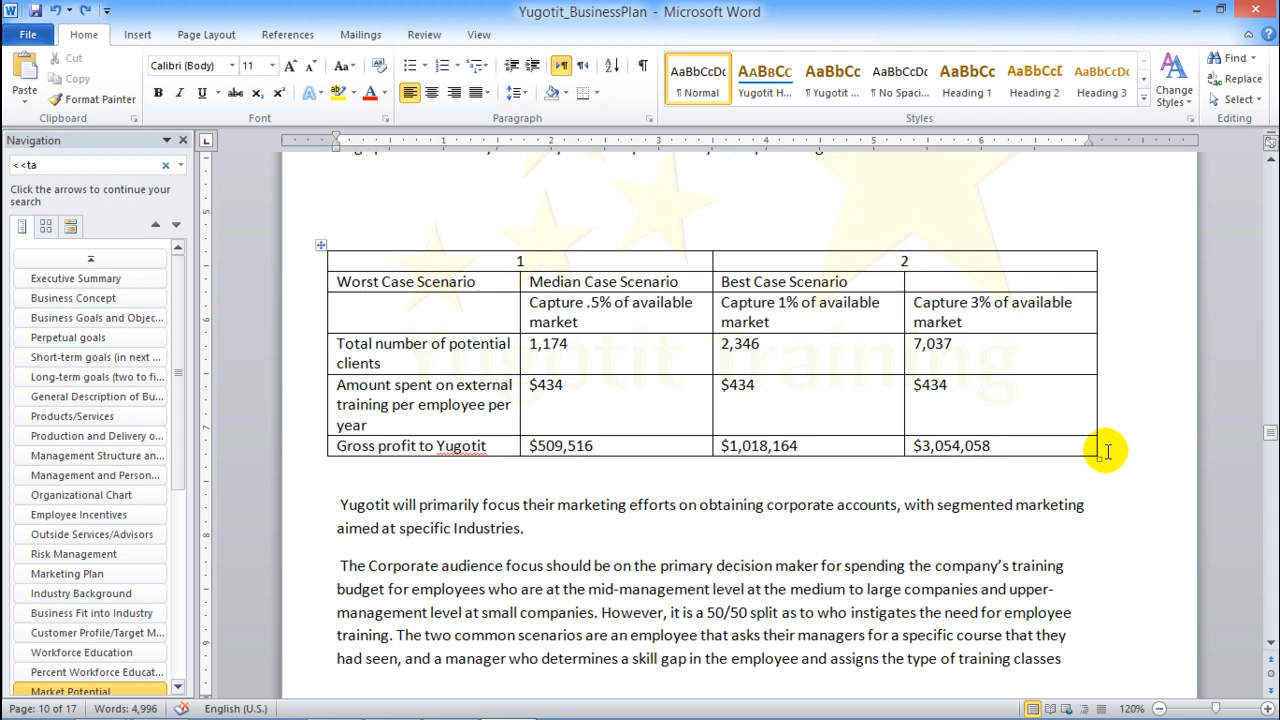 Yugotit_BusinessPlan - Microsoft Word
File Home Insert Page Layout References Mailings Review View
Cut
Copy
Paste
Format Painter
Clipboard
Calibri (Body) 11
Font
Paragraph
AaBbCcDc AABBCC AaBbCc AaBbCcDc AaBbCc AaBbCc AaBbCcDc
¶ Normal Yugotit H... ¶ Yugotit ... ¶ No Spaci... Heading 1 Heading 2 Heading 3
Change
Styles
Styles
Find
Replace
Select
Editing
Navigation
<<ta
Click the arrows to continue your
search
Executive Summary
Business Concept
Business Goals and Objec...
Perpetual goals
Short-term goals (in next ...
Long-term goals (two to fi...
General Description of Bu...
Products/Services
Production and Delivery o...
Management Structure an...
Management and Person...
Organizational Chart
Employee Incentives
Outside Services/Advisors
Risk Management
Marketing Plan
Industry Background
Business Fit into Industry
Customer Profile/Target M...
Workforce Education
Percent Workforce Educat...
Market Potential
1 2
Worst Case Scenario Median Case Scenario Best Case Scenario
Capture .5% of available market Capture 1% of available market Capture 3% of available market
Total number of potential clients 1,174 2,346 7,037
Amount spent on external training per employee per year $434 $434 $434
Gross profit to Yugotit $509,516 $1,018,164 $3,054,058
Yugotit Training
Yugotit will primarily focus their marketing efforts on obtaining corporate accounts, with segmented marketing
aimed at specific Industries.
The Corporate audience focus should be on the primary decision maker for spending the company's training
budget for employees who are at the mid-management level at the medium to large companies and upper-
management level at small companies. However, it is a 50/50 split as to who instigates the need for employee
training. The two common scenarios are an employee that asks their managers for a specific course that they
had seen, and a manager who determines a skill gap in the employee and assigns the type of training classes
Page: 10 of 17 Words: 4,996 English (U.S.) 120%